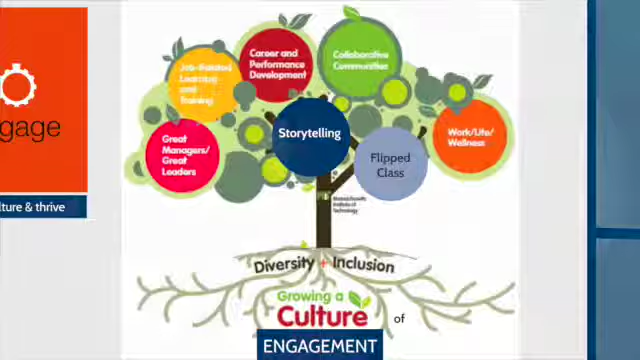 Career and
Performance
Development
Collaborative
Communities
Job-Related
Learning
and
Training
gage
Storytelling
Work/Life/
Wellness
Great
Managers/
Great
Leaders
Flipped
Class
lture & thrive
Massachusetts
Institute of
Technology
Diversity + Inclusion
Growing a
Culture of
ENGAGEMENT